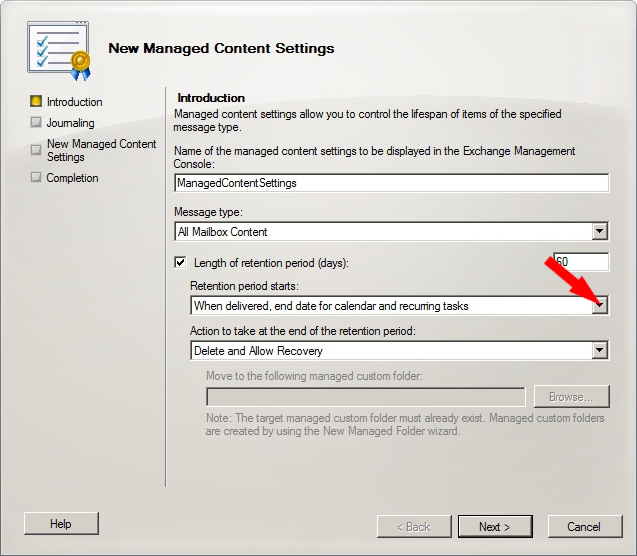 New Managed Content Settings
Introduction
Journaling
New Managed Content
Settings
Completion
Introduction
Managed content settings allow you to control the lifespan of items of the specified
message type.
Name of the managed content settings to be displayed in the Exchange Management
Console:
ManagedContentSettings
Message type:
All Mailbox Content
Length of retention period (days):
60
Retention period starts:
When delivered, end date for calendar and recurring tasks
Action to take at the end of the retention period:
Delete and Allow Recovery
Move to the following managed custom folder:
Browse...
Note: The target managed custom folder must already exist. Managed custom folders
are created by using the New Managed Folder wizard.
Help
< Back
Next >
Cancel